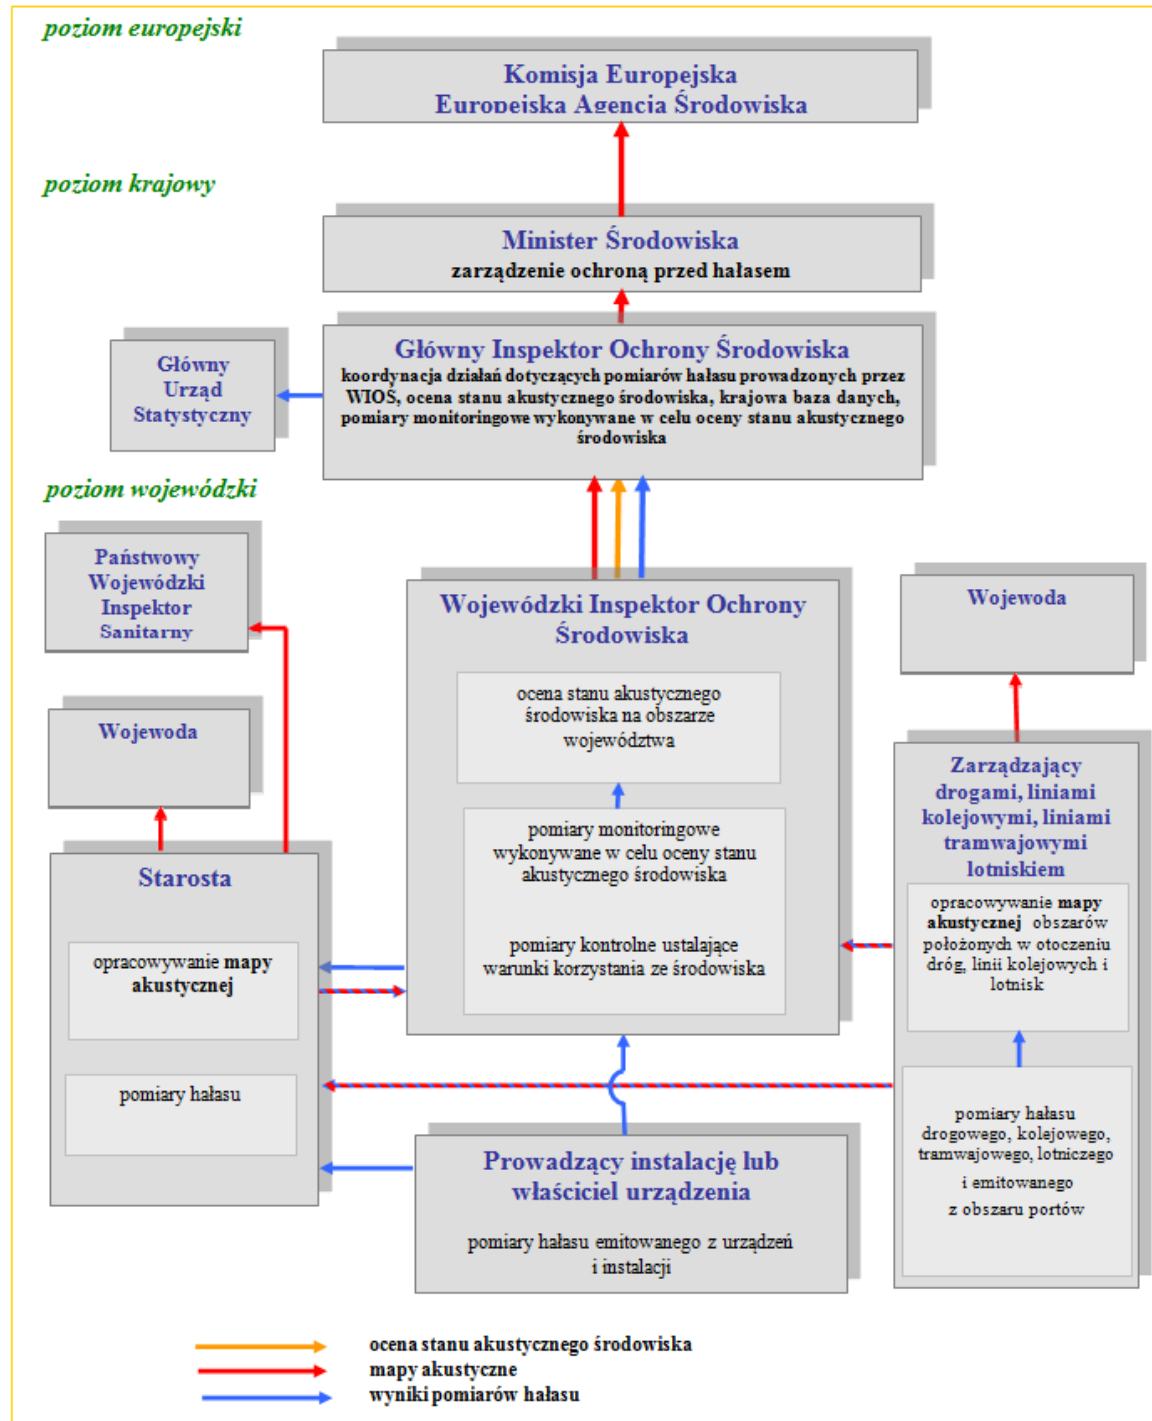 poziom europejski
Komisja Europejska
Europejska Agencja Środowiska
poziom krajowy
Minister Środowiska
zarządzenie ochroną przed hałasem
Główny Inspektor Ochrony Środowiska
koordynacja działań dotyczących pomiarów hałasu prowadzonych przez
WIOŚ, ocena stanu akustycznego środowiska, krajowa baza danych,
pomiary monitoringowe wykonywane w celu oceny stanu akustycznego
środowiska
Główny
Urząd
Statystyczny
poziom wojewódzki
Państwowy
Wojewódzki
Inspektor
Sanitarny
Wojewoda
Starosta
opracowywanie mapy
akustycznej
pomiary hałasu
Wojewódzki Inspektor Ochrony
Środowiska
ocena stanu akustycznego
środowiska na obszarze
województwa
pomiary monitoringowe
wykonywane w celu oceny stanu
akustycznego środowiska
pomiary kontrolne ustalające
warunki korzystania ze środowiska
Wojewoda
Zarządzający
drogami, liniami
kolejowymi, liniami
tramwajowymi
lotniskiem
opracowywanie mapy
akustycznej obszarów
położonych w otoczeniu
dróg, linii kolejowych i
lotnisk
pomiary hałasu
drogowego, kolejowego,
tramwajowego, lotniczego
i emitowanego
z obszaru portów
Prowadzący instalację lub
właściciel urządzenia
pomiary hałasu emitowanego z urządzeń
i instalacji
ocena stanu akustycznego środowiska
mapy akustyczne
wyniki pomiarów hałasu